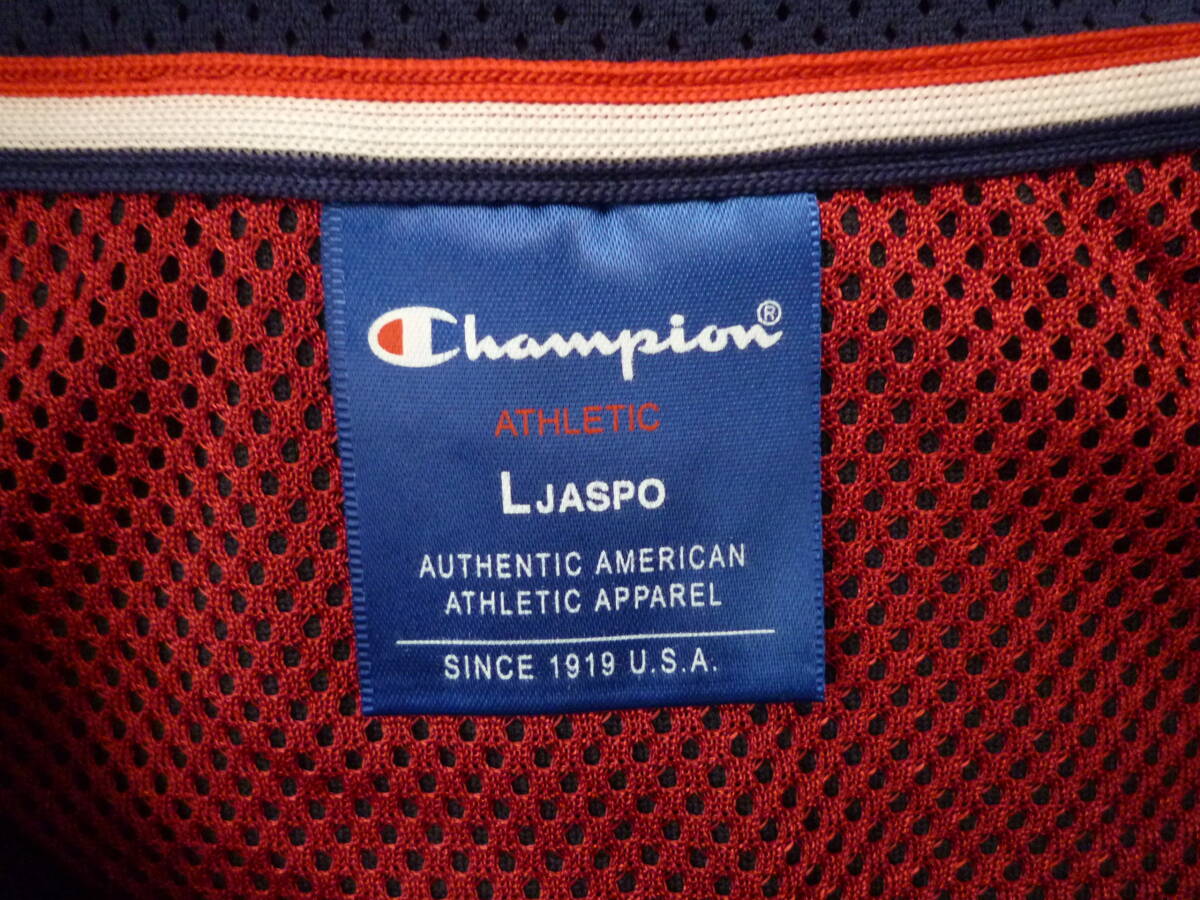 Champion®
ATHLETIC
L JASPO
AUTHENTIC AMERICAN
ATHLETIC APPAREL
SINCE 1919 U.S.A.